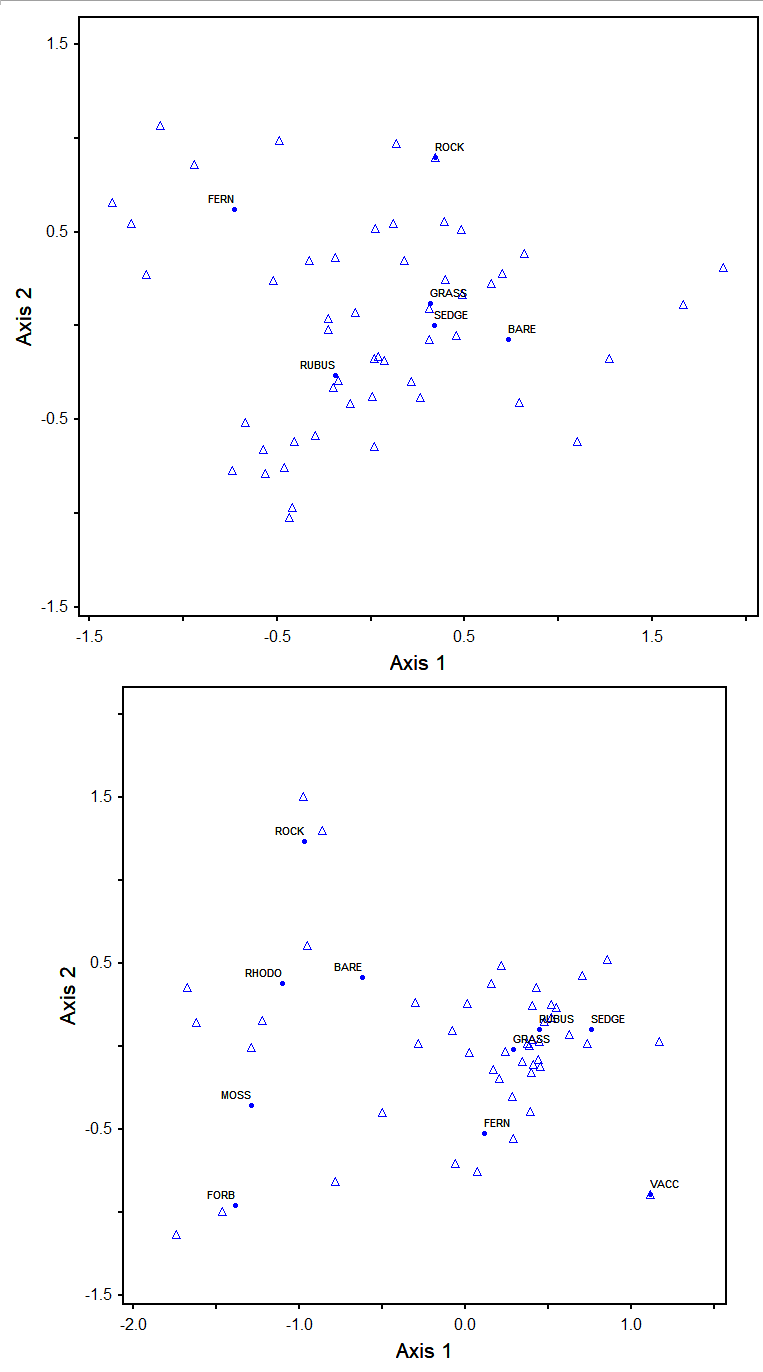 1.5
ROCK
FERN
0.5
GRASS
SEDGE
BARE
Axis 2
RUBUS
-0.5
-1.5
-1.5 -0.5 0.5 1.5
Axis 1
1.5
ROCK
0.5
BARE
RHODO
Axis 2
RUBUS SEDGE
GRASS
MOSS
-0.5
FERN
VACC
FORB
-1.5
-2.0 -1.0 0.0 1.0
Axis 1